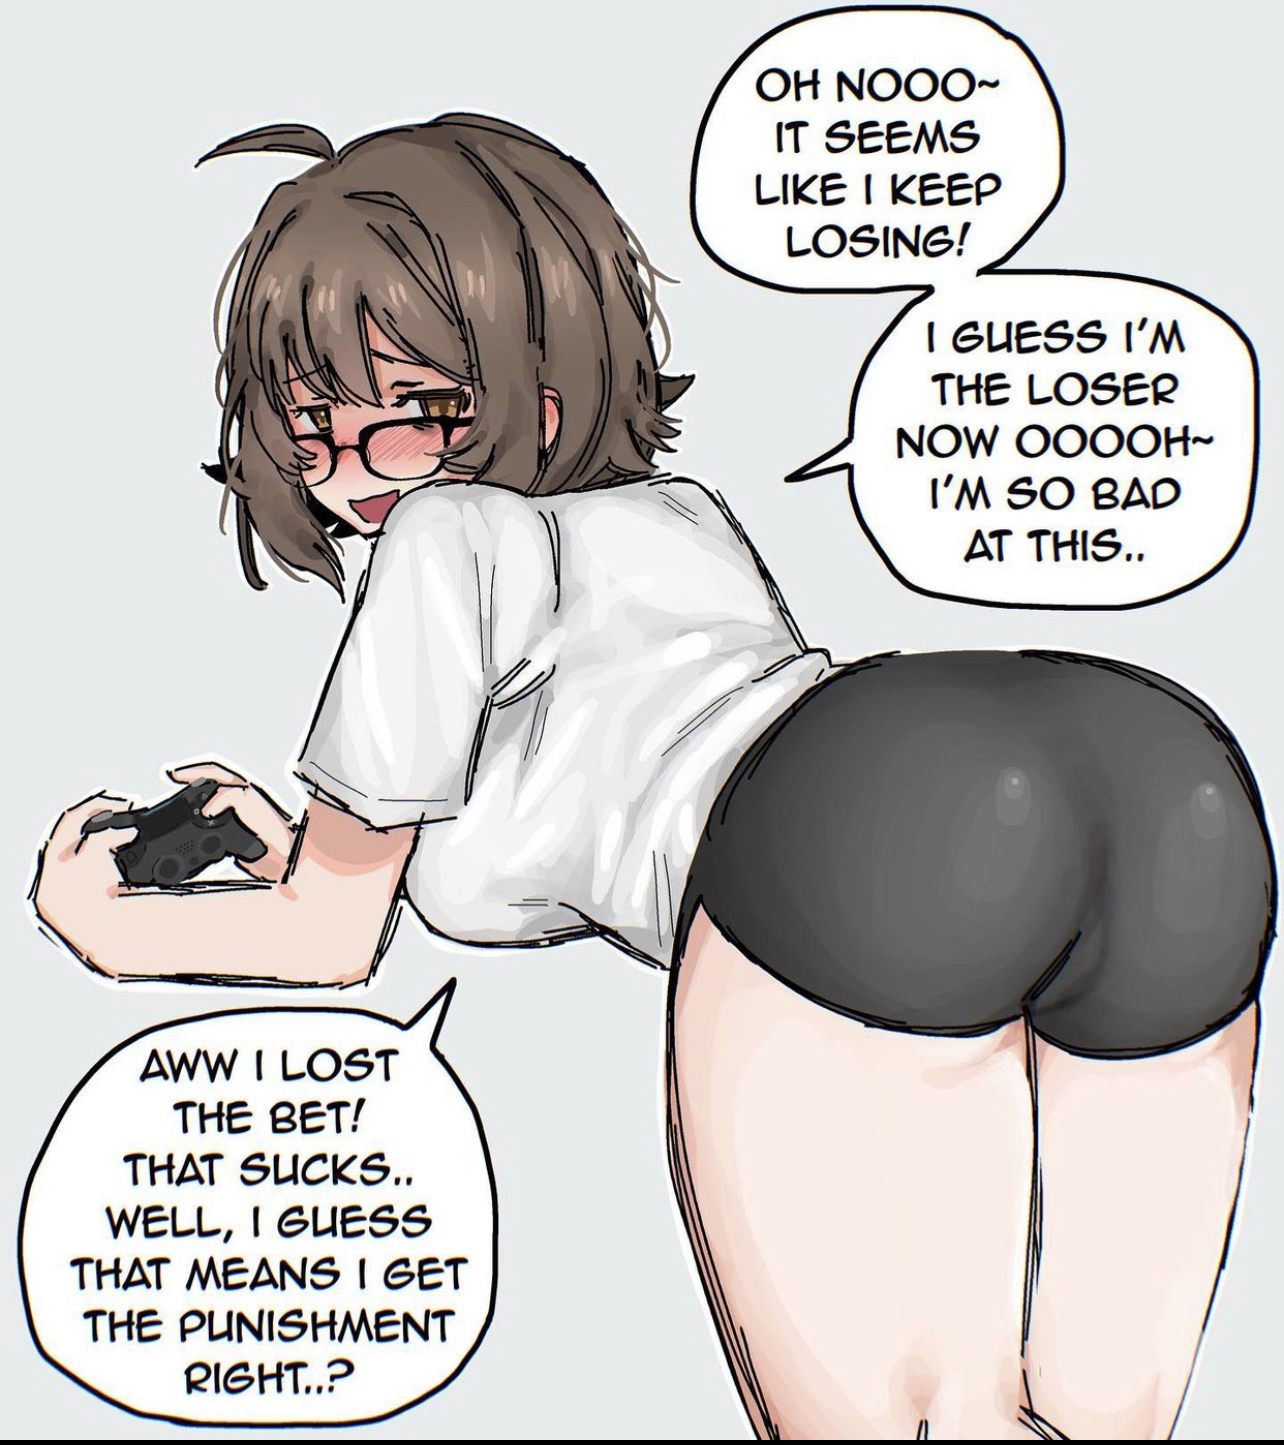 OH NOOO~
IT SEEMS
LIKE I KEEP
LOSING!
I GUESS I'M
THE LOSER
NOW OOOOH~
I'M SO BAD
AT THIS..
AWW I LOST
THE BET!
THAT SUCKS..
WELL, I GUESS
THAT MEANS I GET
THE PUNISHMENT
RIGHT..?